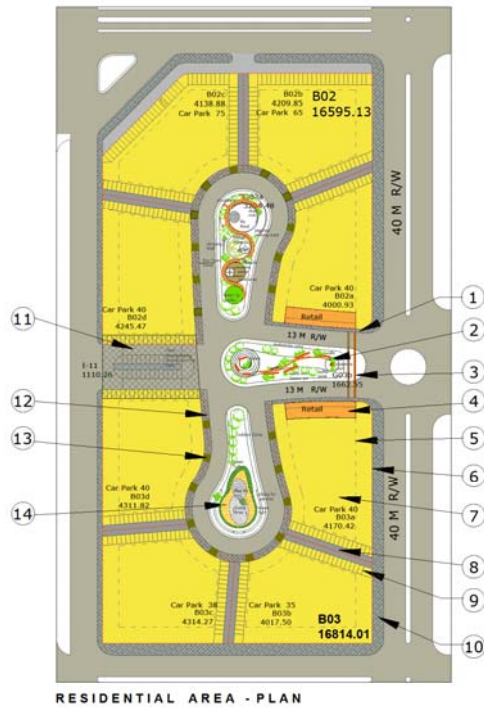 B02c
4138.88
Car Park 75
B02b
4209.85
Car Park 65
B02
16595.13
40 M R/W
Car Park 40
B02a
4000.93
Retail
1
11
Car Park 40
B02d
4245.47
13 M R/W
2
I-11
1110.26
G03b
1662.55
3
13 M R/W
12
Retail
4
5
13
6
Car Park 40
B03d
4311.82
Car Park 40
B03a
4170.42
7
14
40 M R/W
8
9
Car Park 38
B03c
4314.27
Car Park 35
B03b
4017.50
B03
16814.01
10
RESIDENTIAL AREA - PLAN